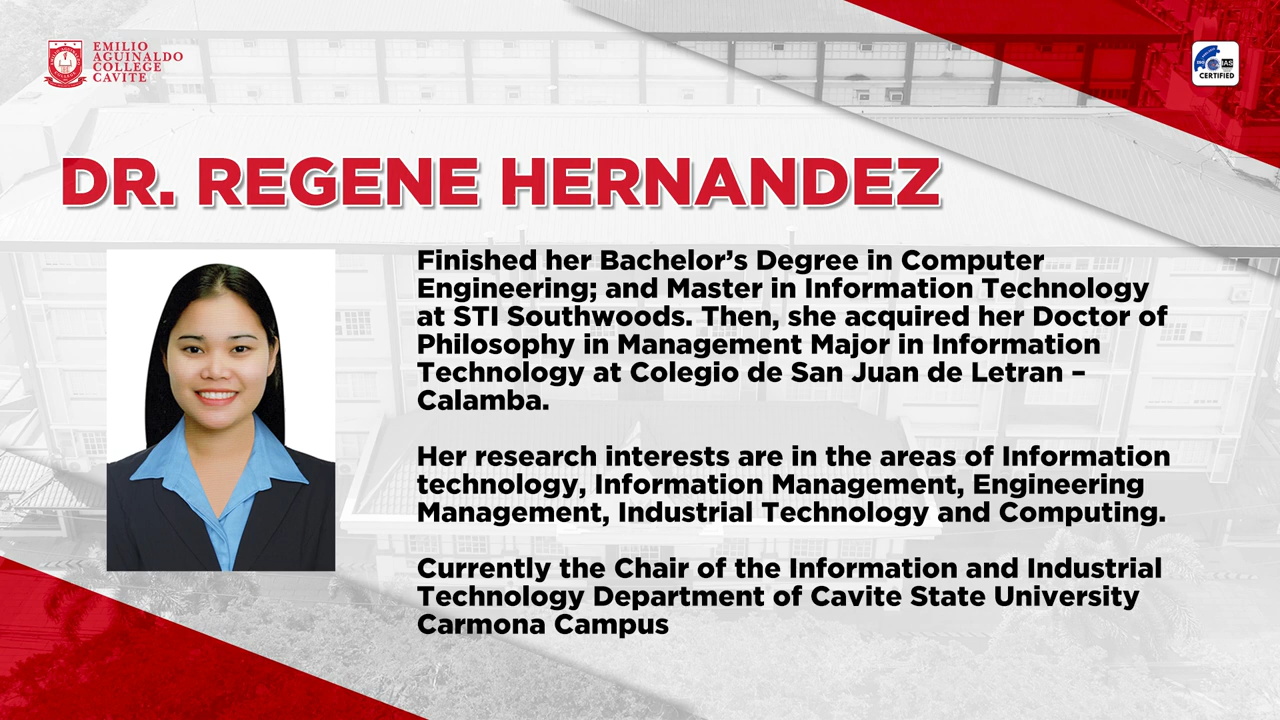 EMILIO
AGUINALDO
COLLEGE
CAVITE
CERTIFIED
DR. REGENE HERNANDEZ
Finished her Bachelor’s Degree in Computer
Engineering; and Master in Information Technology
at STI Southwoods. Then, she acquired her Doctor of
Philosophy in Management Major in Information
Technology at Colegio de San Juan de Letran –
Calamba.
Her research interests are in the areas of Information
technology, Information Management, Engineering
Management, Industrial Technology and Computing.
Currently the Chair of the Information and Industrial
Technology Department of Cavite State University
Carmona Campus